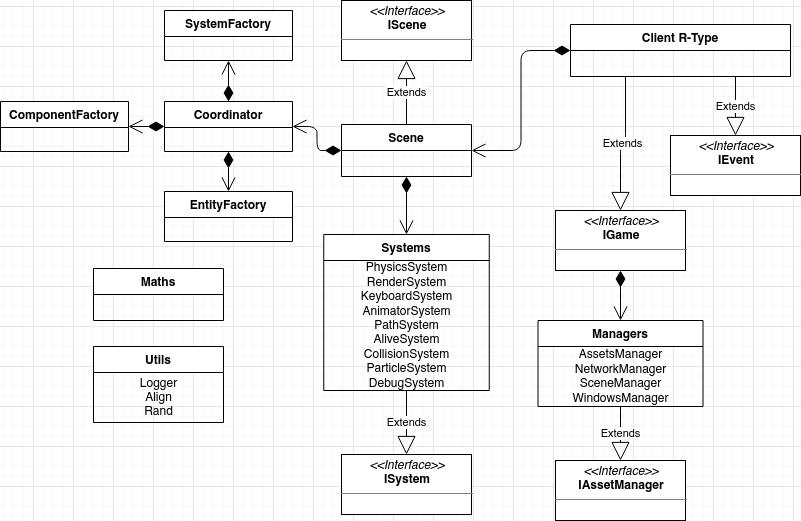 SystemFactory
<<Interface>>
IScene
Client R-Type
Extends
Extends
ComponentFactory
Coordinator
Scene
Extends
<<Interface>>
IEvent
EntityFactory
<<Interface>>
IGame
Systems
PhysicsSystem
RenderSystem
KeyboardSystem
AnimatorSystem
PathSystem
AliveSystem
CollisionSystem
ParticleSystem
DebugSystem
Maths
Managers
AssetsManager
NetworkManager
SceneManager
WindowsManager
Utils
Logger
Align
Rand
Extends
Extends
<<Interface>>
ISystem
<<Interface>>
IAssetManager